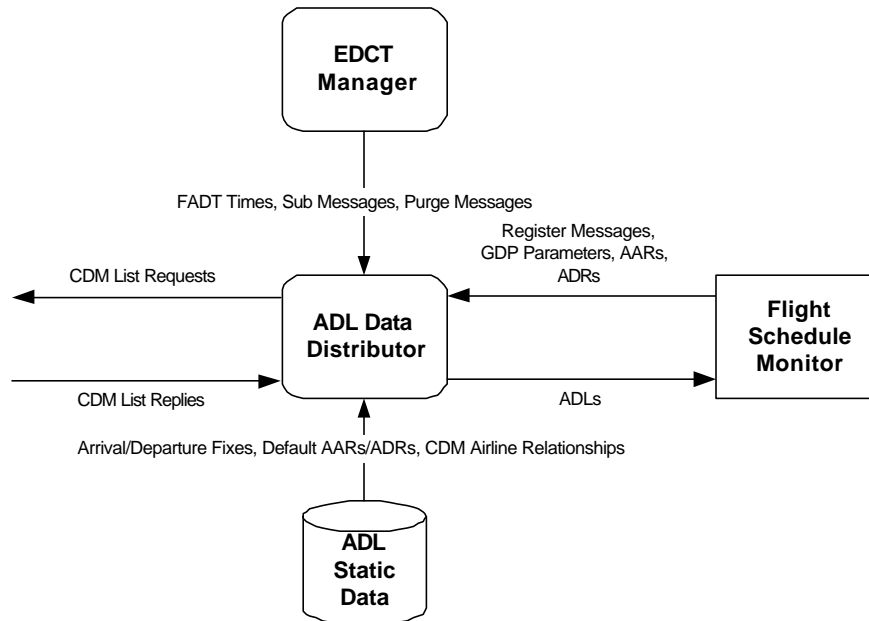 EDCT
Manager
FADT Times, Sub Messages, Purge Messages
Register Messages,
GDP Parameters, AARs,
ADRs
CDM List Requests
ADL Data
Distributor
Flight
Schedule
Monitor
CDM List Replies
ADLs
Arrival/Departure Fixes, Default AARs/ADRs, CDM Airline Relationships
ADL
Static
Data